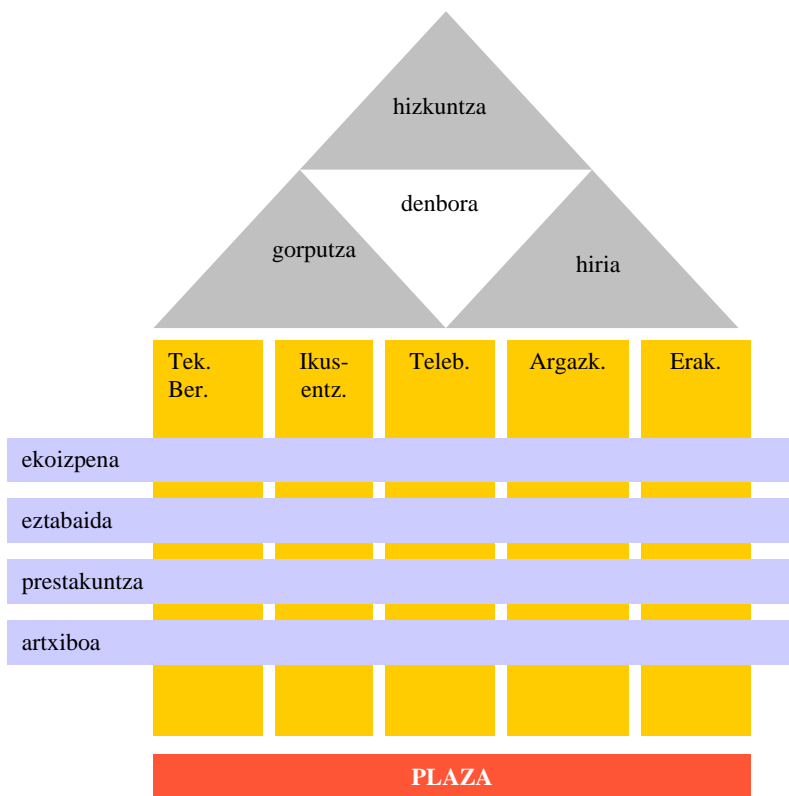 hizkuntza
denbora
gorputza
hiria
Tek.
Ber.
Ikus-
entz.
Teleb.
Argazk.
Erak.
ekoizpena
eztabaida
prestakuntza
artxiboa
PLAZA